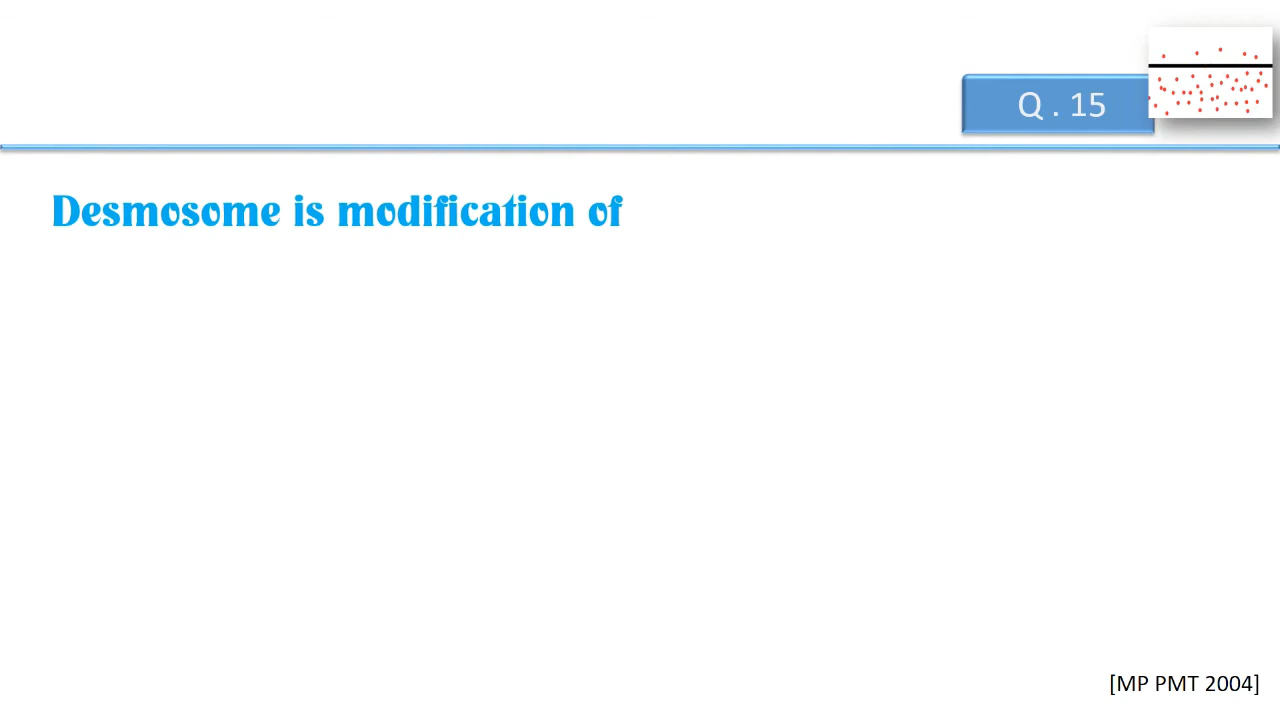 Q . 15
Desmosome is modification of
[MP PMT 2004]